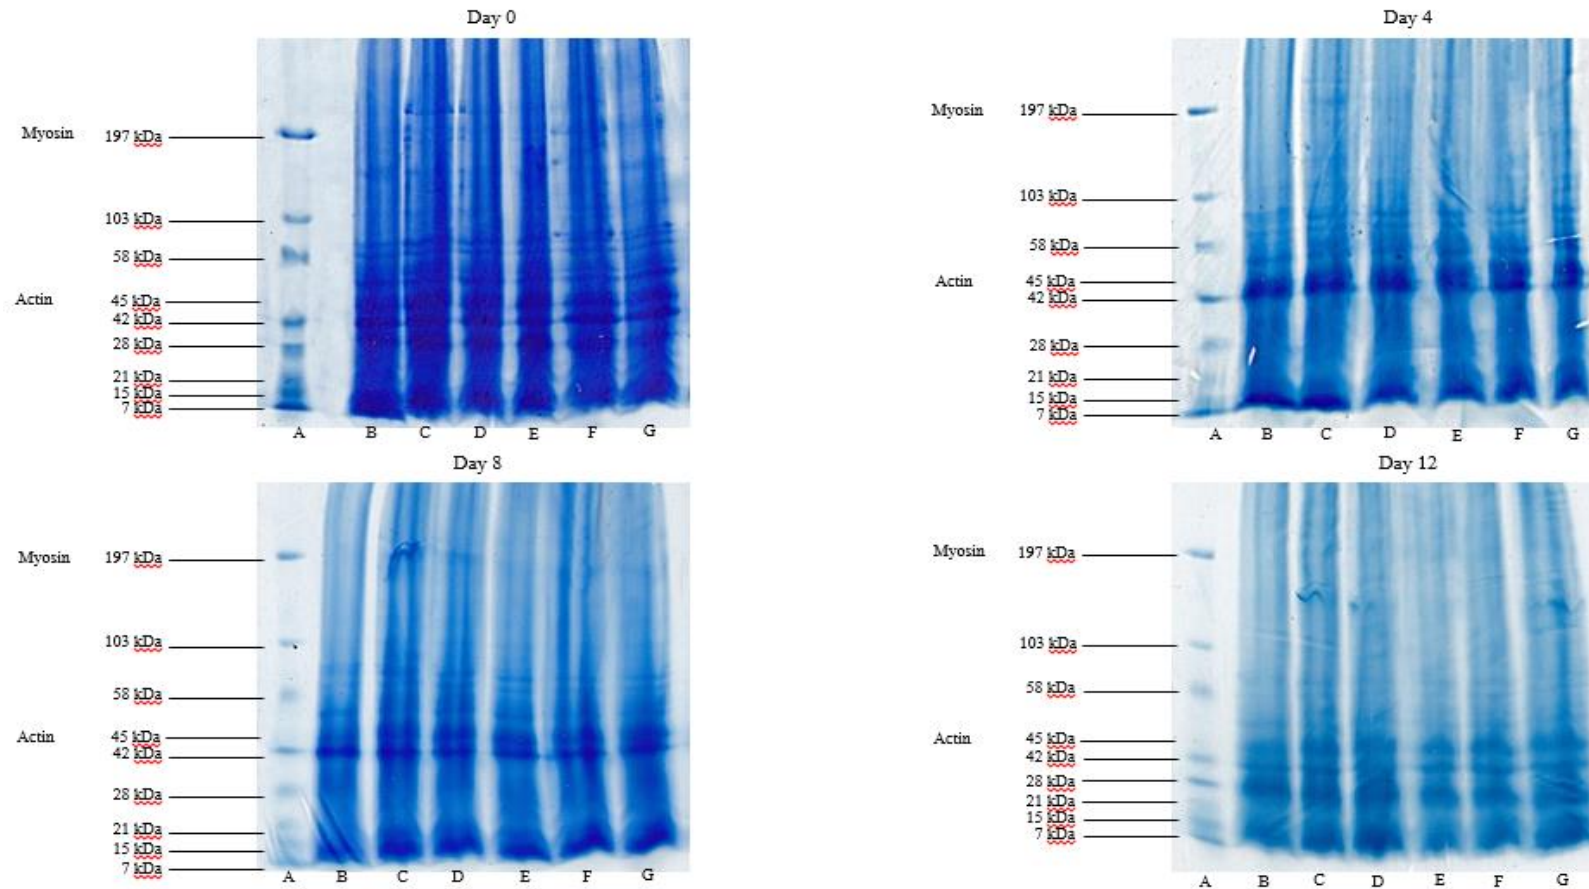 Day 0
Myosin 197 kDa
103 kDa
58 kDa
Actin 45 kDa
42 kDa
28 kDa
21 kDa
15 kDa
7 kDa
A B C D E F G
Day 4
Myosin 197 kDa
103 kDa
58 kDa
Actin 45 kDa
42 kDa
28 kDa
21 kDa
15 kDa
7 kDa
A B C D E F G
Day 8
Myosin 197 kDa
103 kDa
58 kDa
Actin 45 kDa
42 kDa
28 kDa
21 kDa
15 kDa
7 kDa
A B C D E F G
Day 12
Myosin 197 kDa
103 kDa
58 kDa
Actin 45 kDa
42 kDa
28 kDa
21 kDa
15 kDa
7 kDa
A B C D E F G